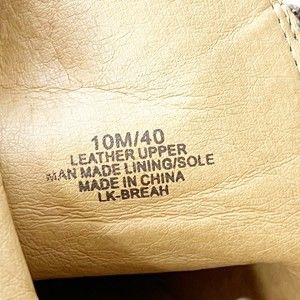 10M/40
LEATHER UPPER
MAN MADE LINING/SOLE
MADE IN CHINA
LK-BREAH